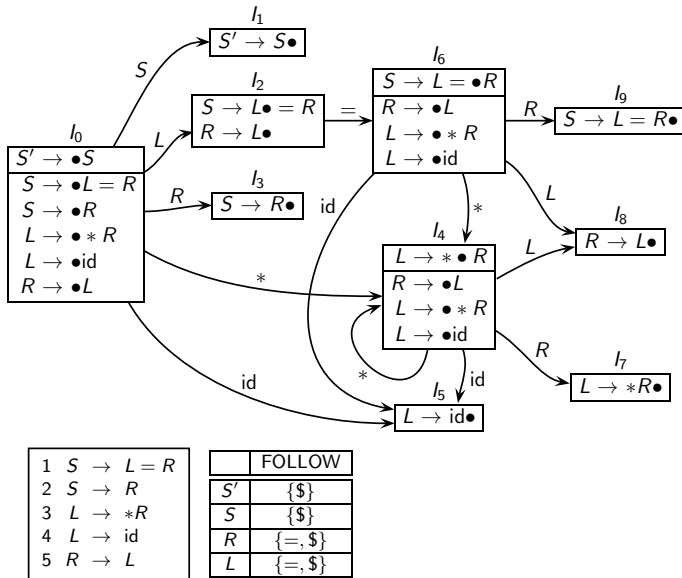 I₁
S′ → S●
S
I₂
S → L● = R
R → L●
L
=
I₆
S → L = ●R
R → ●L
L → ● ∗ R
L → ●id
R
I₉
S → L = R●
I₀
S′ → ●S
S → ●L = R
S → ●R
L → ● ∗ R
L → ●id
R → ●L
R
I₃
S → R●
id
∗
L
I₈
R → L●
I₄
L → ∗ ● R
R → ●L
L → ● ∗ R
L → ●id
L
∗
∗
R
I₇
L → ∗R●
id
id
I₅
L → id●
1 S → L = R
2 S → R
3 L → ∗R
4 L → id
5 R → L
FOLLOW
S′ {$}
S {$}
R {=, $}
L {=, $}